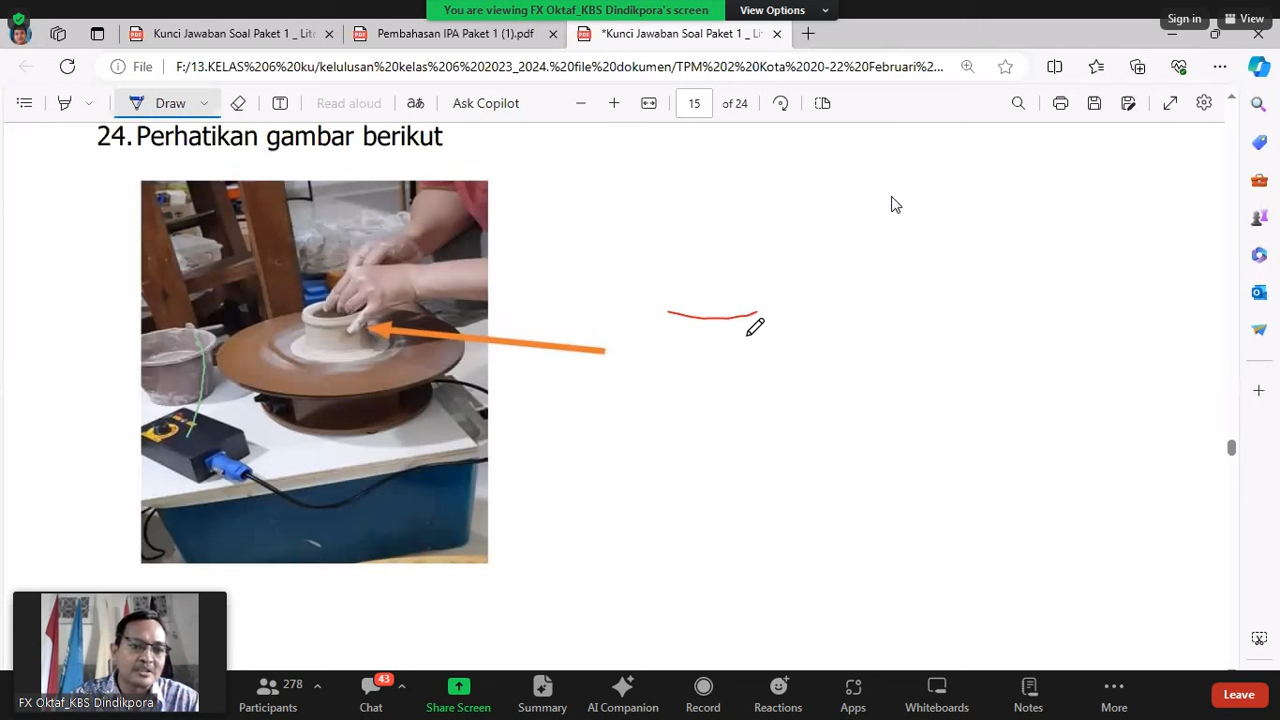 You are viewing FX Oktaf_KBS Dindikpora's screen
View Options
Sign in
View
Kunci Jawaban Soal Paket 1 _ Lite
Pembahasan IPA Paket 1 (1).pdf
*Kunci Jawaban Soal Paket 1 _ Lit
File
F:/13.KELAS%206%20ku/kelulusan%20kelas%206%202023_2024.%20file%20dokumen/TPM%202%20Kota%2020-22%20Februari%2...
Draw
Read aloud
aあ
Ask Copilot
15
of 24
24. Perhatikan gambar berikut
FX Oktaf_KBS Dindikpora
278
43
Participants
Chat
Share Screen
Summary
AI Companion
Record
Reactions
Apps
Whiteboards
Notes
More
Leave